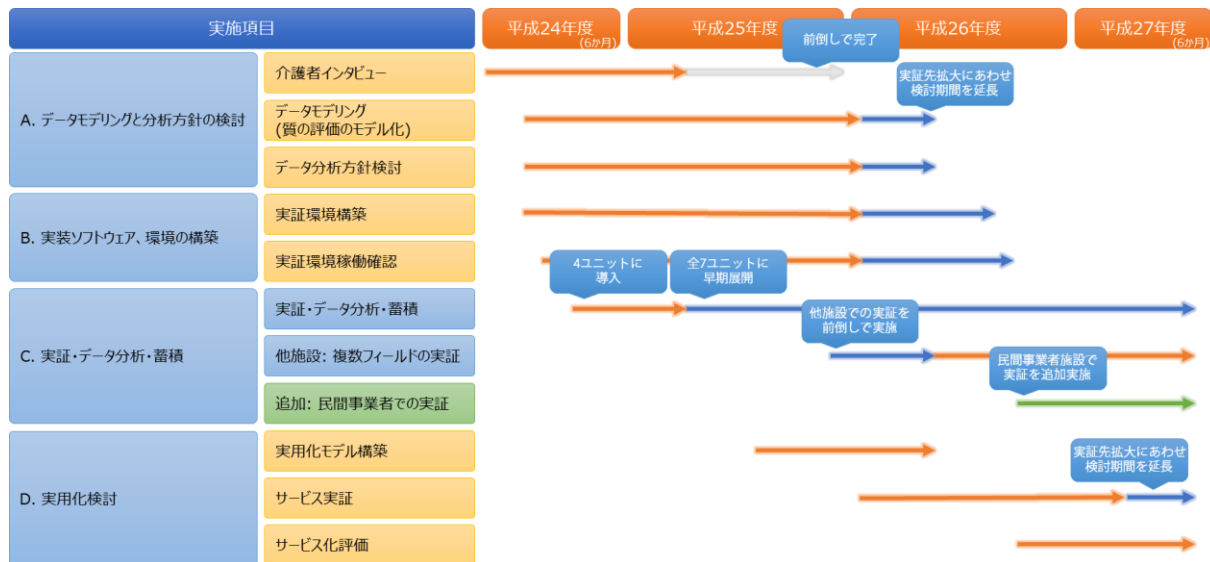 実施項目
平成24年度
(6か月)
平成25年度
平成26年度
平成27年度
(6か月)
前倒しで完了
A. データモデリングと分析方針の検討
介護者インタビュー
実証先拡大にあわせ
検討期間を延長
データモデリング
(質の評価のモデル化)
データ分析方針検討
B. 実装ソフトウェア、環境の構築
実証環境構築
実証環境稼働確認
4ユニットに
導入
全7ユニットに
早期展開
C. 実証・データ分析・蓄積
実証・データ分析・蓄積
他施設での実証を
前倒しで実施
他施設: 複数フィールドの実証
民間事業者施設で
実証を追加実施
追加: 民間事業者での実証
D. 実用化検討
実用化モデル構築
実証先拡大にあわせ
検討期間を延長
サービス実証
サービス化評価